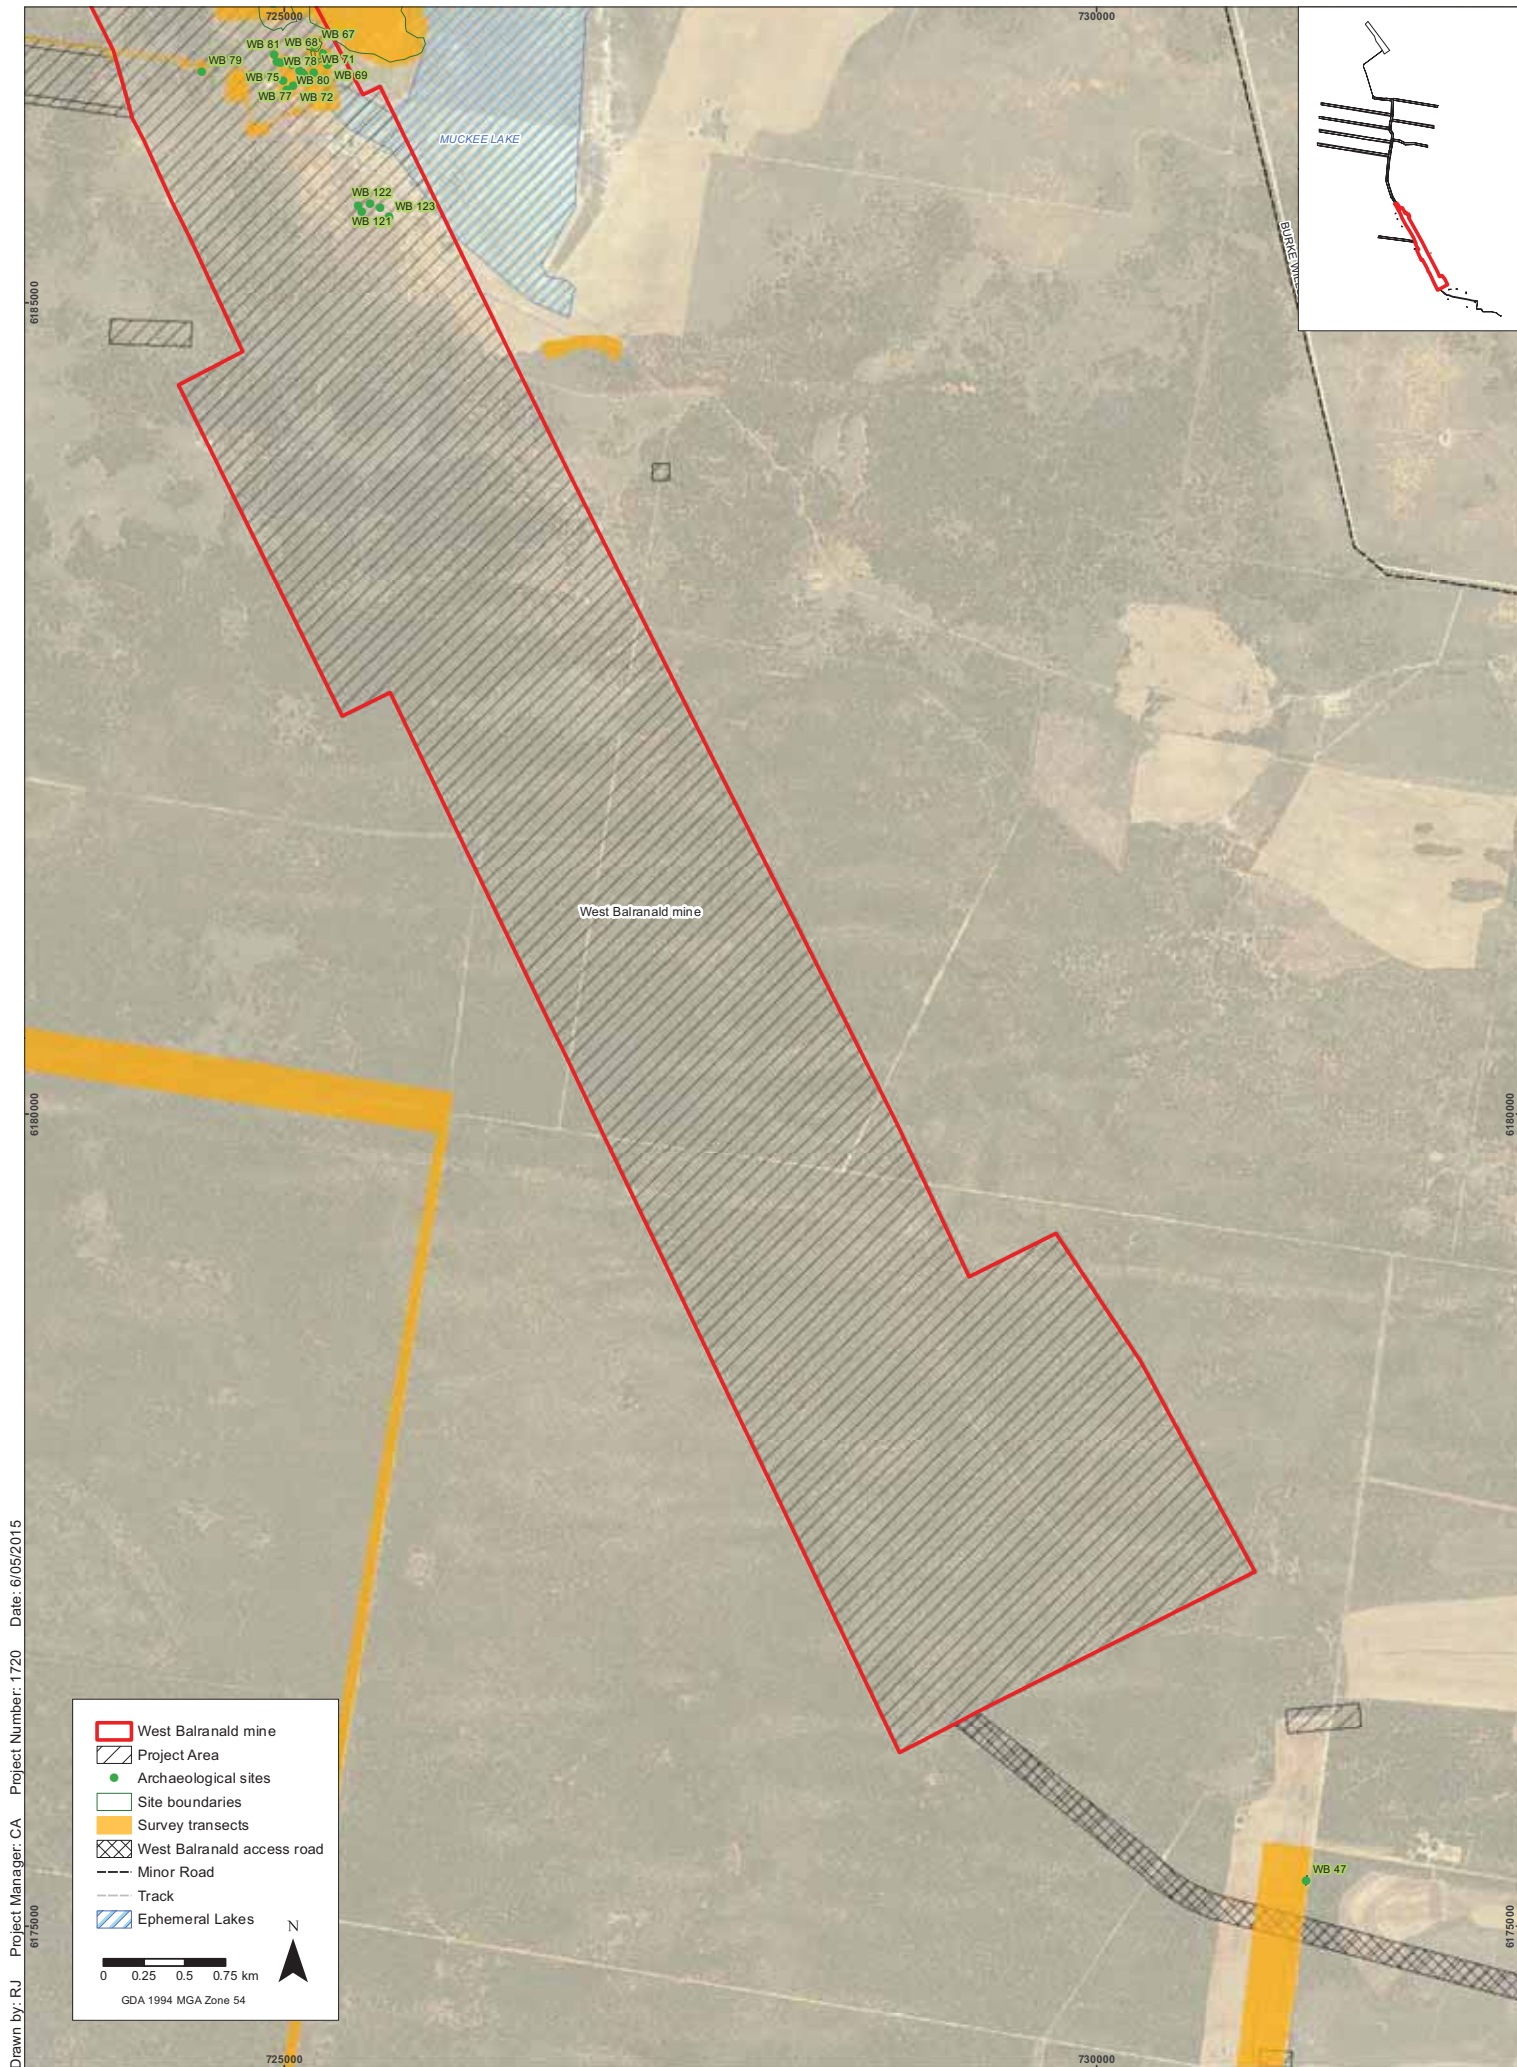 725000
730000
WB 67
WB 81
WB 68
WB 79
WB 78
WB 71
WB 75
WB 80
WB 69
WB 77
WB 72
MUCKEE LAKE
WB 122
WB 123
WB 121
BURKE
6185000
West Balranald mine
6180000
6180000
West Balranald mine
Project Area
Archaeological sites
Site boundaries
Survey transects
West Balranald access road
Minor Road
Track
Ephemeral Lakes
N
0 0.25 0.5 0.75 km
GDA 1994 MGA Zone 54
WB 47
6175000
6175000
725000
730000
Drawn by: RJ Project Manager: CA Project Number: 1720 Date: 6/05/2015